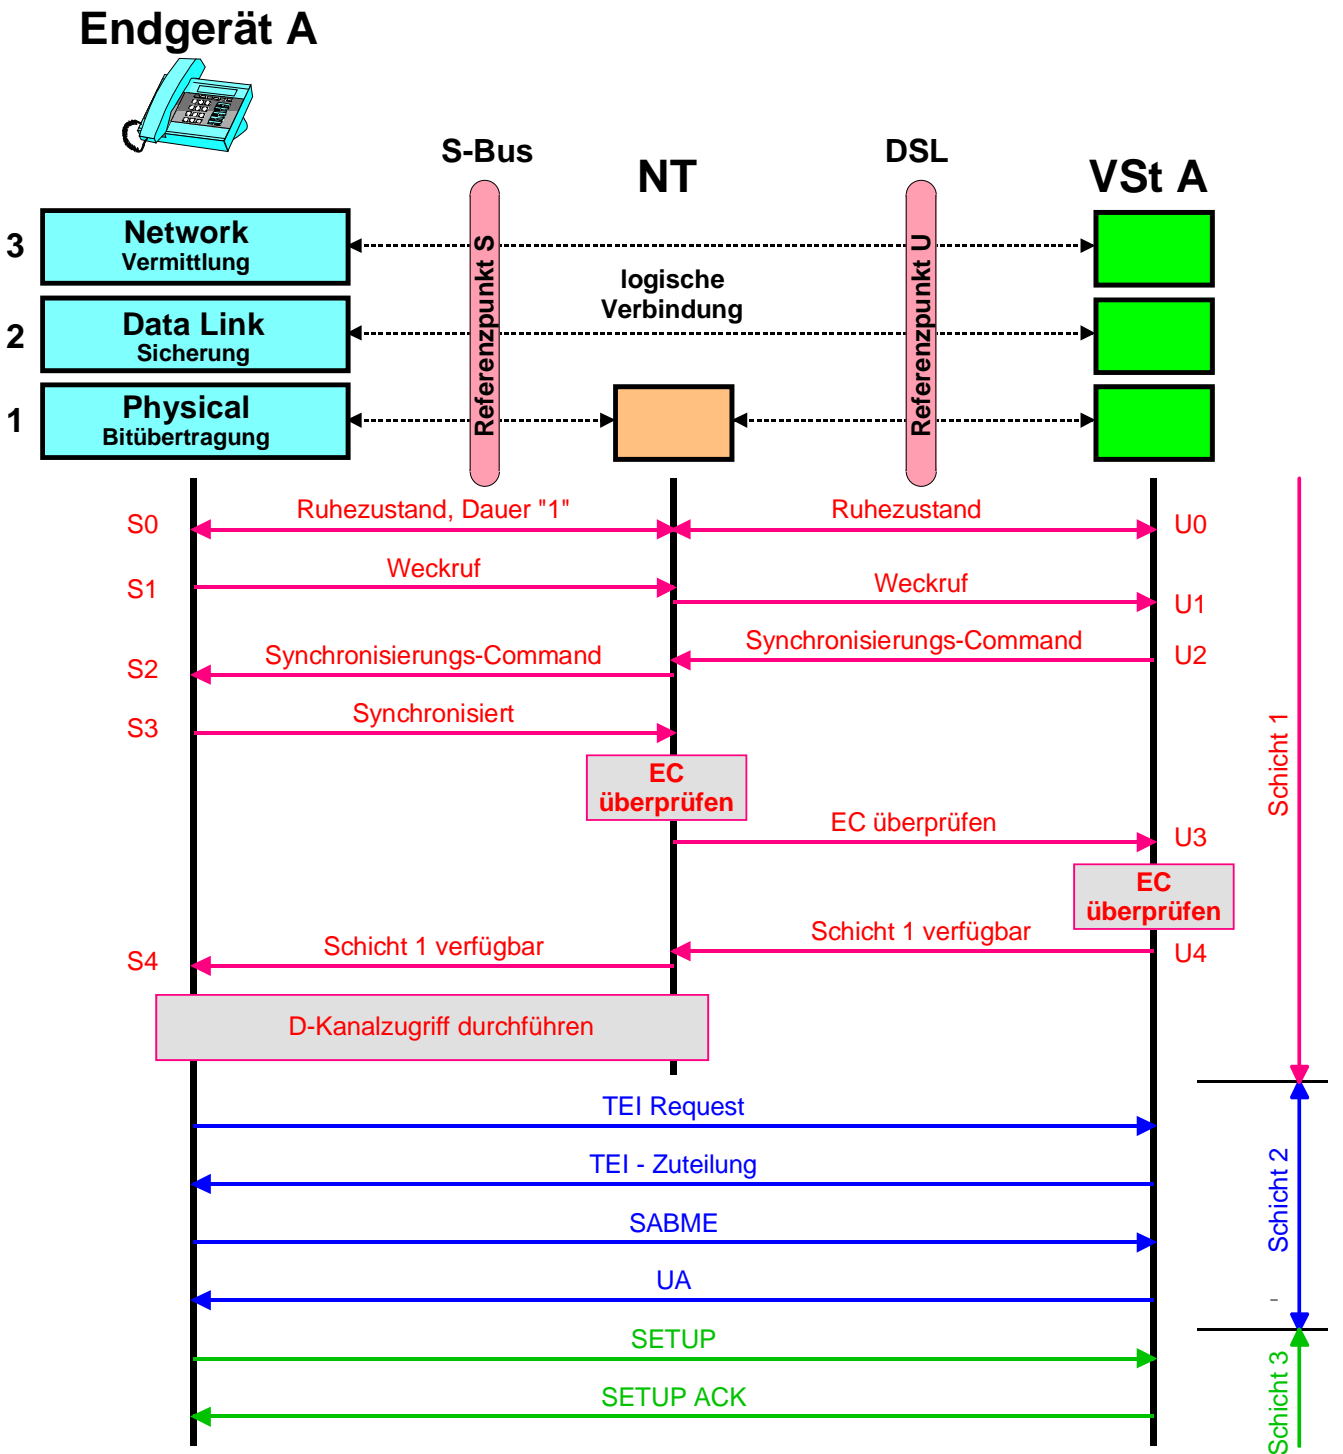 Endgerät A
S-Bus
NT
DSL
VSt A
3
Network
Vermittlung
2
Data Link
Sicherung
1
Physical
Bitübertragung
logische
Verbindung
Referenzpunkt S
Referenzpunkt U
S0
Ruhezustand, Dauer "1"
Ruhezustand
U0
S1
Weckruf
Weckruf
U1
S2
Synchronisierungs-Command
Synchronisierungs-Command
U2
S3
Synchronisiert
EC
überprüfen
EC überprüfen
U3
EC
überprüfen
S4
Schicht 1 verfügbar
Schicht 1 verfügbar
U4
D-Kanalzugriff durchführen
Schicht 1
TEI Request
TEI - Zuteilung
SABME
UA
Schicht 2
SETUP
SETUP ACK
Schicht 3